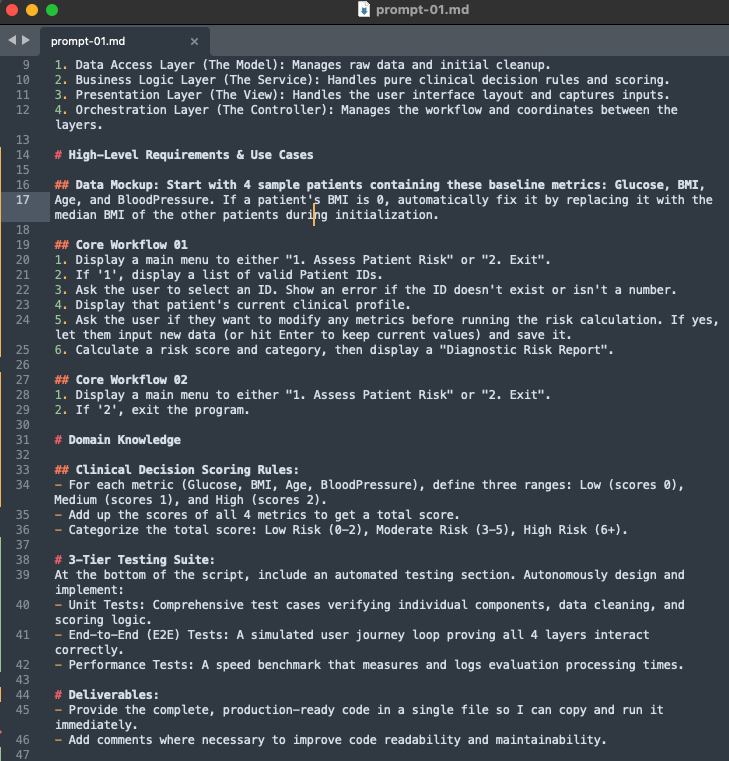 prompt-01.md
prompt-01.md ×
9 1. Data Access Layer (The Model): Manages raw data and initial cleanup.
10 2. Business Logic Layer (The Service): Handles pure clinical decision rules and scoring.
11 3. Presentation Layer (The View): Handles the user interface layout and captures inputs.
12 4. Orchestration Layer (The Controller): Manages the workflow and coordinates between the
layers.
13
14 # High-Level Requirements & Use Cases
15
16 ## Data Mockup: Start with 4 sample patients containing these baseline metrics: Glucose, BMI,
17 Age, and BloodPressure. If a patient's BMI is 0, automatically fix it by replacing it with the
median BMI of the other patients during initialization.
18
19 ## Core Workflow 01
20 1. Display a main menu to either "1. Assess Patient Risk" or "2. Exit".
21 2. If '1', display a list of valid Patient IDs.
22 3. Ask the user to select an ID. Show an error if the ID doesn't exist or isn't a number.
23 4. Display that patient's current clinical profile.
24 5. Ask the user if they want to modify any metrics before running the risk calculation. If yes,
let them input new data (or hit Enter to keep current values) and save it.
25 6. Calculate a risk score and category, then display a "Diagnostic Risk Report".
26
27 ## Core Workflow 02
28 1. Display a main menu to either "1. Assess Patient Risk" or "2. Exit".
29 2. If '2', exit the program.
30
31 # Domain Knowledge
32
33 ## Clinical Decision Scoring Rules:
34 - For each metric (Glucose, BMI, Age, BloodPressure), define three ranges: Low (scores 0),
Medium (scores 1), and High (scores 2).
35 - Add up the scores of all 4 metrics to get a total score.
36 - Categorize the total score: Low Risk (0-2), Moderate Risk (3-5), High Risk (6+).
37
38 # 3-Tier Testing Suite:
39 At the bottom of the script, include an automated testing section. Autonomously design and
implement:
40 - Unit Tests: Comprehensive test cases verifying individual components, data cleaning, and
scoring logic.
41 - End-to-End (E2E) Tests: A simulated user journey loop proving all 4 layers interact
correctly.
42 - Performance Tests: A speed benchmark that measures and logs evaluation processing times.
43
44 # Deliverables:
45 - Provide the complete, production-ready code in a single file so I can copy and run it
immediately.
46 - Add comments where necessary to improve code readability and maintainability.
47